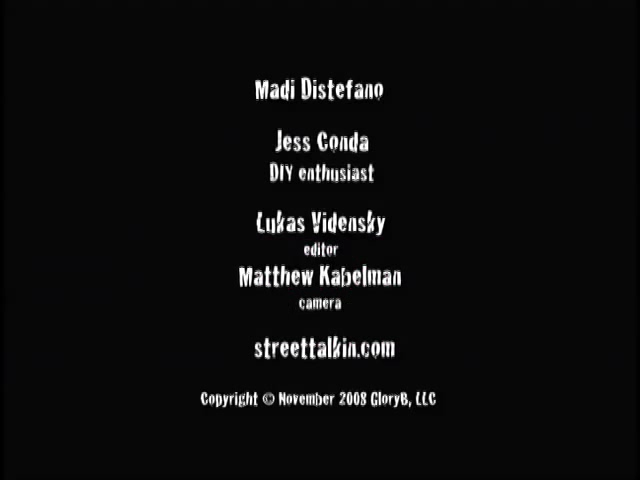 Madi Distefano
Jess Conda
DIY enthusiast
Lukas Vidensky
editor
Matthew Kabelman
camera
streettalkin.com
Copyright © November 2008 GloryB, LLC